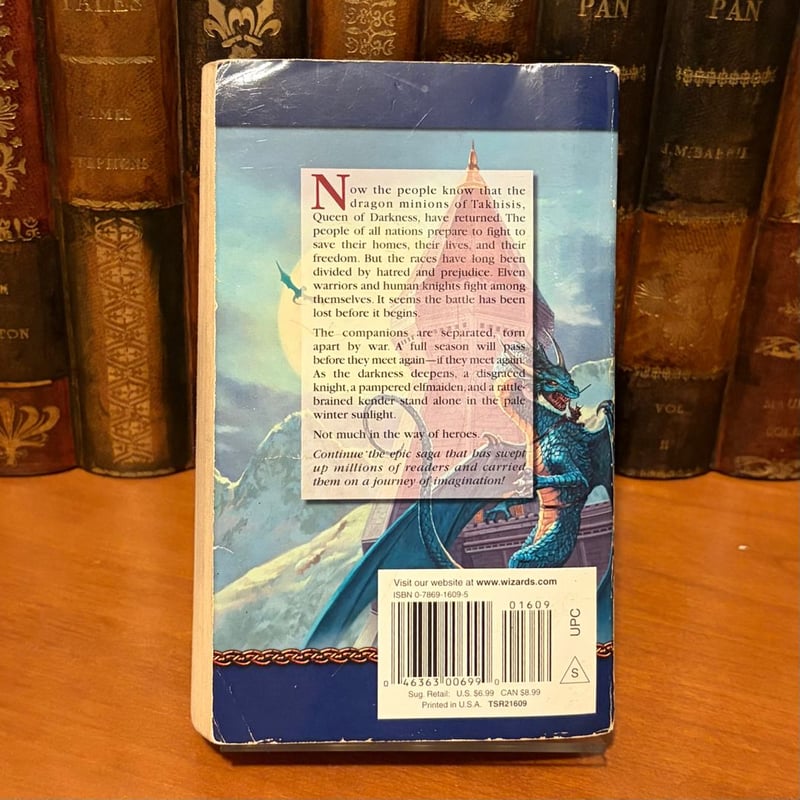 TALES
JAMES
STEPHENS
PAN
PAN
J.M. BARRIE
TON
VOL
II
Now the people know that the
dragon minions of Takhisis,
Queen of Darkness, have returned. The
people of all nations prepare to fight to
save their homes, their lives, and their
freedom. But the races have long been
divided by hatred and prejudice. Elven
warriors and human knights fight among
themselves. It seems the battle has been
lost before it begins.
The companions are separated, torn
apart by war. A full season will pass
before they meet again—if they meet again.
As the darkness deepens, a disgraced
knight, a pampered elfmaiden, and a rattle-
brained kender stand alone in the pale
winter sunlight.
Not much in the way of heroes.
Continue the epic saga that has swept
up millions of readers and carried
them on a journey of imagination!
Visit our website at www.wizards.com
ISBN 0-7869-1609-5
01609
UPC
S
0 46363 00699 0
Sug. Retail: U.S. $6.99 CAN $8.99
Printed in U.S.A. TSR21609